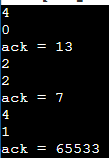 4
0
ack = 13
2
2
ack = 7
4
1
ack = 65533